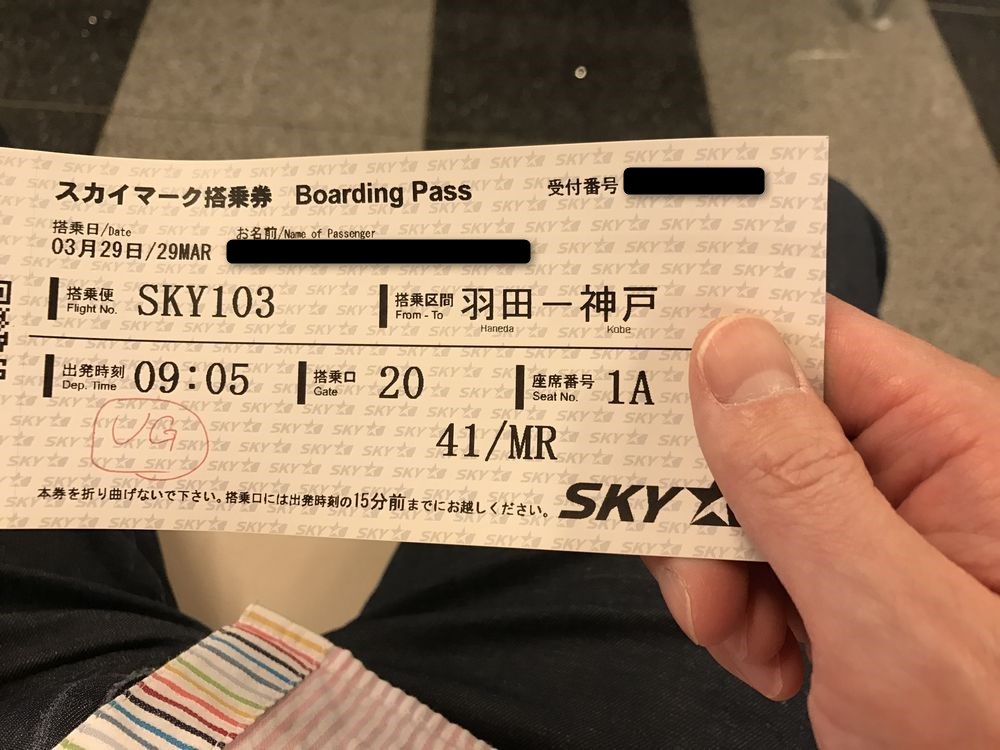 スカイマーク搭乗券 Boarding Pass 受付番号
搭乗日/Date お名前/Name of Passenger
03月29日/29MAR
搭乗便 Flight No. SKY103 搭乗区間 From - To 羽田-神戸
Haneda Kobe
出発時刻 Dep. Time 09:05 搭乗口 Gate 20 座席番号 Seat No. 1A
UG
41/MR
本券を折り曲げないで下さい。搭乗口には出発時刻の15分前までにお越しください。
SKY